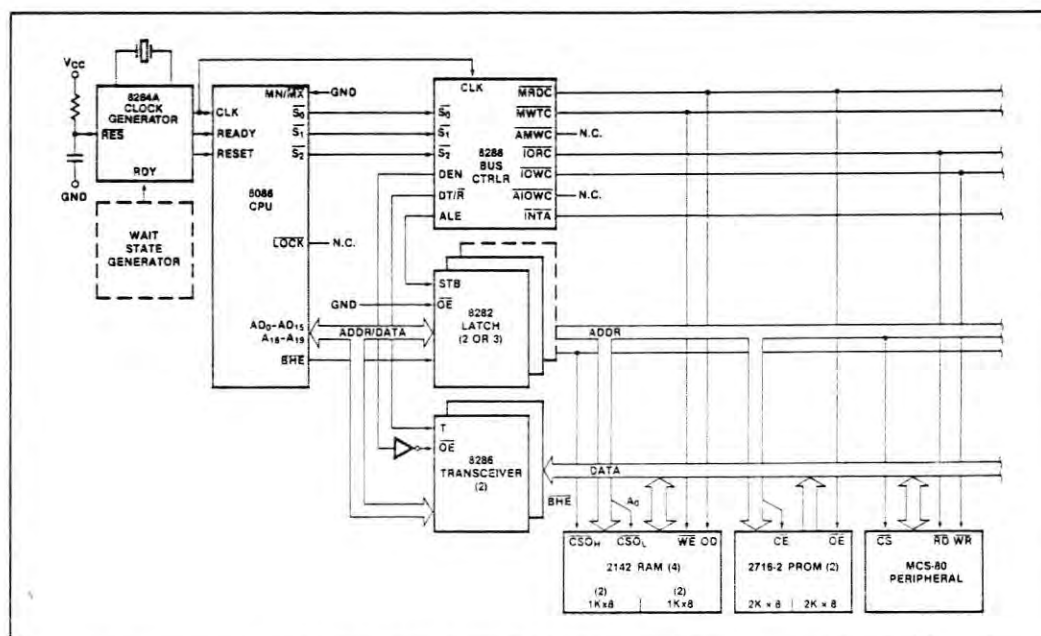 VCC
8284A
CLOCK
GENERATOR
RES
RDY
GND
WAIT
STATE
GENERATOR
CLK
READY
RESET
MN/MX
S0
S1
S2
8086
CPU
LOCK
N.C.
AD0-AD15
A16-A19
BHE
GND
CLK
S0
S1
S2
DEN
DT/R
ALE
8288
BUS
CTRLR
MRDC
MWTC
AMWC
N.C.
IORC
IOWC
AIOWC
N.C.
INTA
STB
GND
OE
8282
LATCH
(2 OR 3)
ADDR/DATA
ADDR
T
OE
8286
TRANSCEIVER
(2)
DATA
BHE
A0
CSOH
CSOL
WE OD
2142 RAM (4)
(2)
1K×8
(2)
1K×8
CE
OE
2716-2 PROM (2)
2K × 8
2K × 8
CS
RD WR
MCS-80
PERIPHERAL